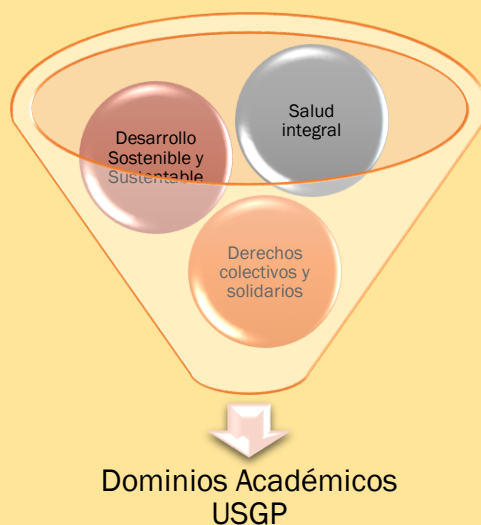 Salud
integral
Desarrollo
Sostenible y
Sustentable
Derechos
colectivos y
solidarios
Dominios Académicos
USGP